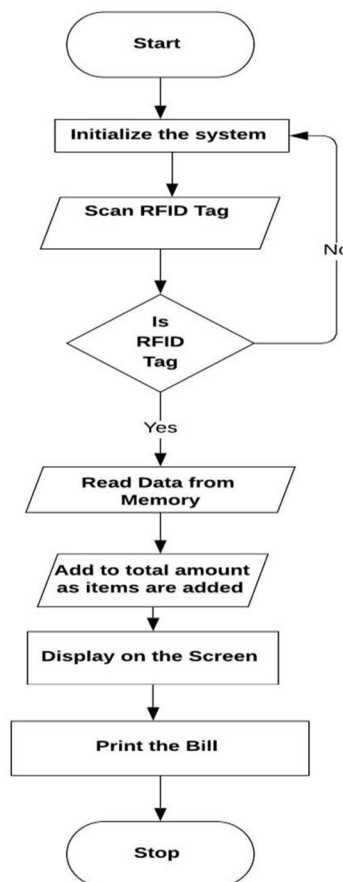 Start
Initialize the system
Scan RFID Tag
No
Is
RFID
Tag
Yes
Read Data from
Memory
Add to total amount
as items are added
Display on the Screen
Print the Bill
Stop